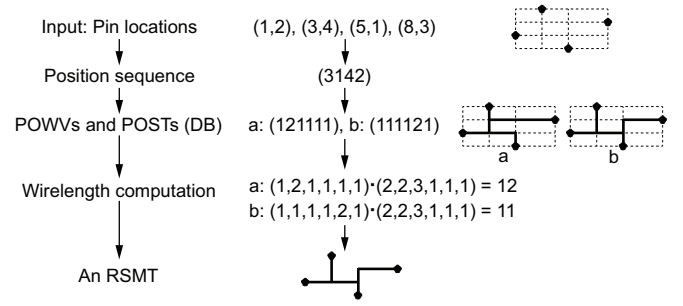 Input: Pin locations (1,2), (3,4), (5,1), (8,3)
Position sequence (3142)
POWVs and POSTs (DB) a: (121111), b: (111121)
a b
Wirelength computation
a: (1,2,1,1,1,1)·(2,2,3,1,1,1) = 12
b: (1,1,1,1,2,1)·(2,2,3,1,1,1) = 11
An RSMT